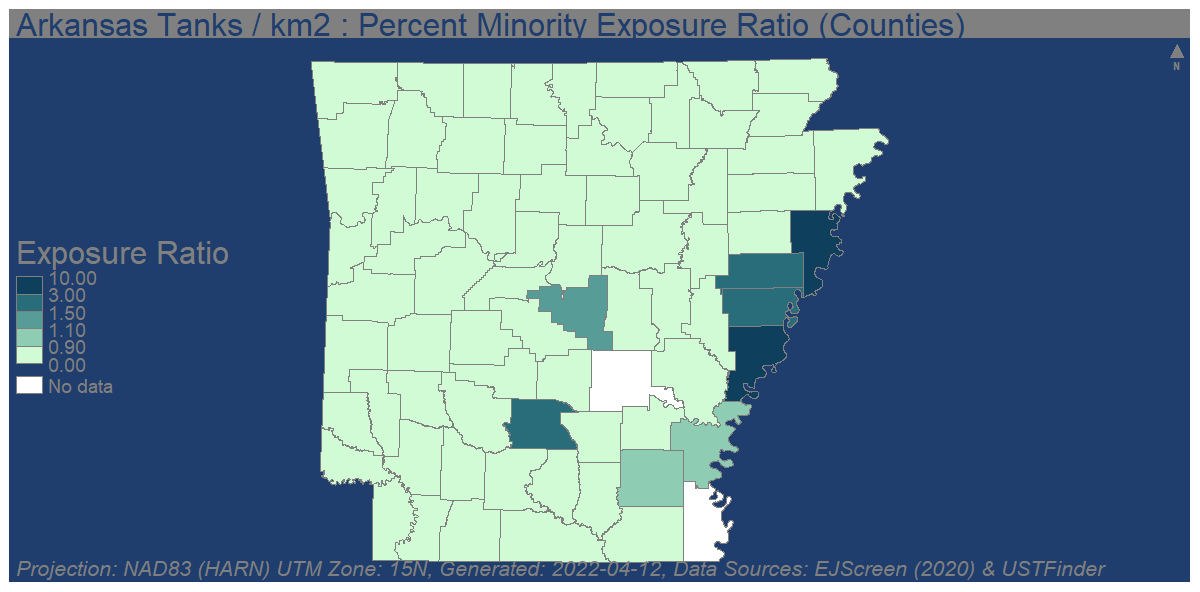 Arkansas Tanks / km2 : Percent Minority Exposure Ratio (Counties)
N
Exposure Ratio
10.00
3.00
1.50
1.10
0.90
0.00
No data
Projection: NAD83 (HARN) UTM Zone: 15N, Generated: 2022-04-12, Data Sources: EJScreen (2020) & USTFinder